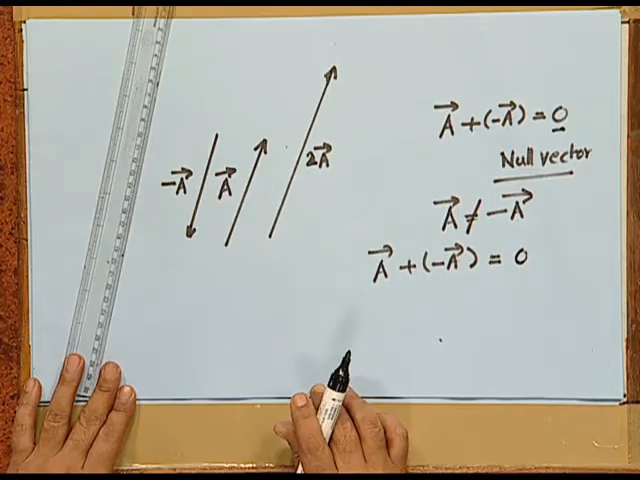 2A⃗
-A⃗
A⃗
A⃗ + (-A⃗) = 0
Null vector
A⃗ ≠ -A⃗
A⃗ + (-A⃗) = 0